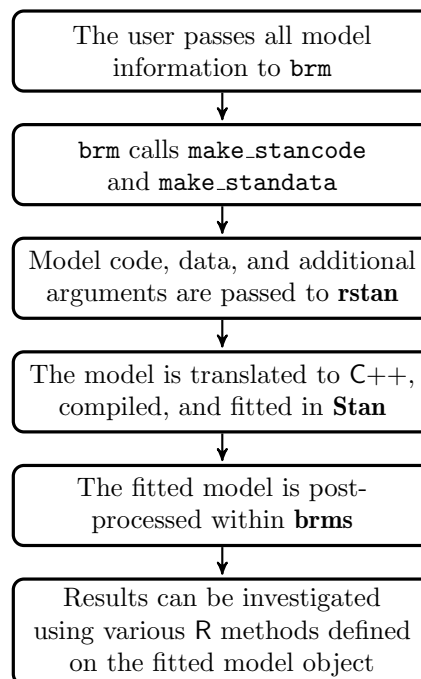 The user passes all model
information to brm
brm calls make_stancode
and make_standata
Model code, data, and additional
arguments are passed to rstan
The model is translated to C++,
compiled, and fitted in Stan
The fitted model is post-
processed within brms
Results can be investigated
using various R methods defined
on the fitted model object